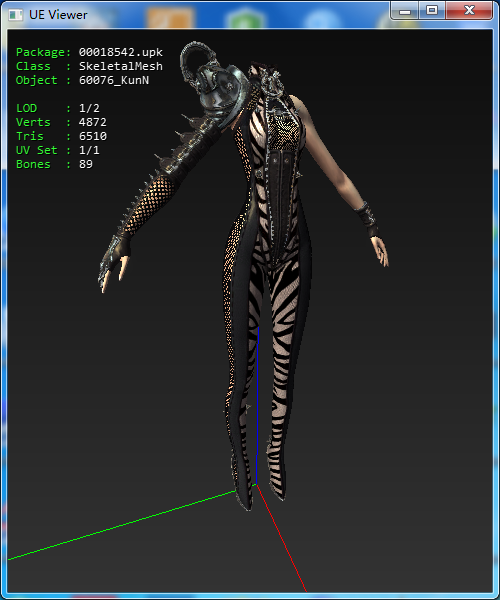 UE Viewer
Package: 00018542.upk
Class : SkeletalMesh
Object : 60076_KunN
LOD : 1/2
Verts : 4872
Tris : 6510
UV Set : 1/1
Bones : 89